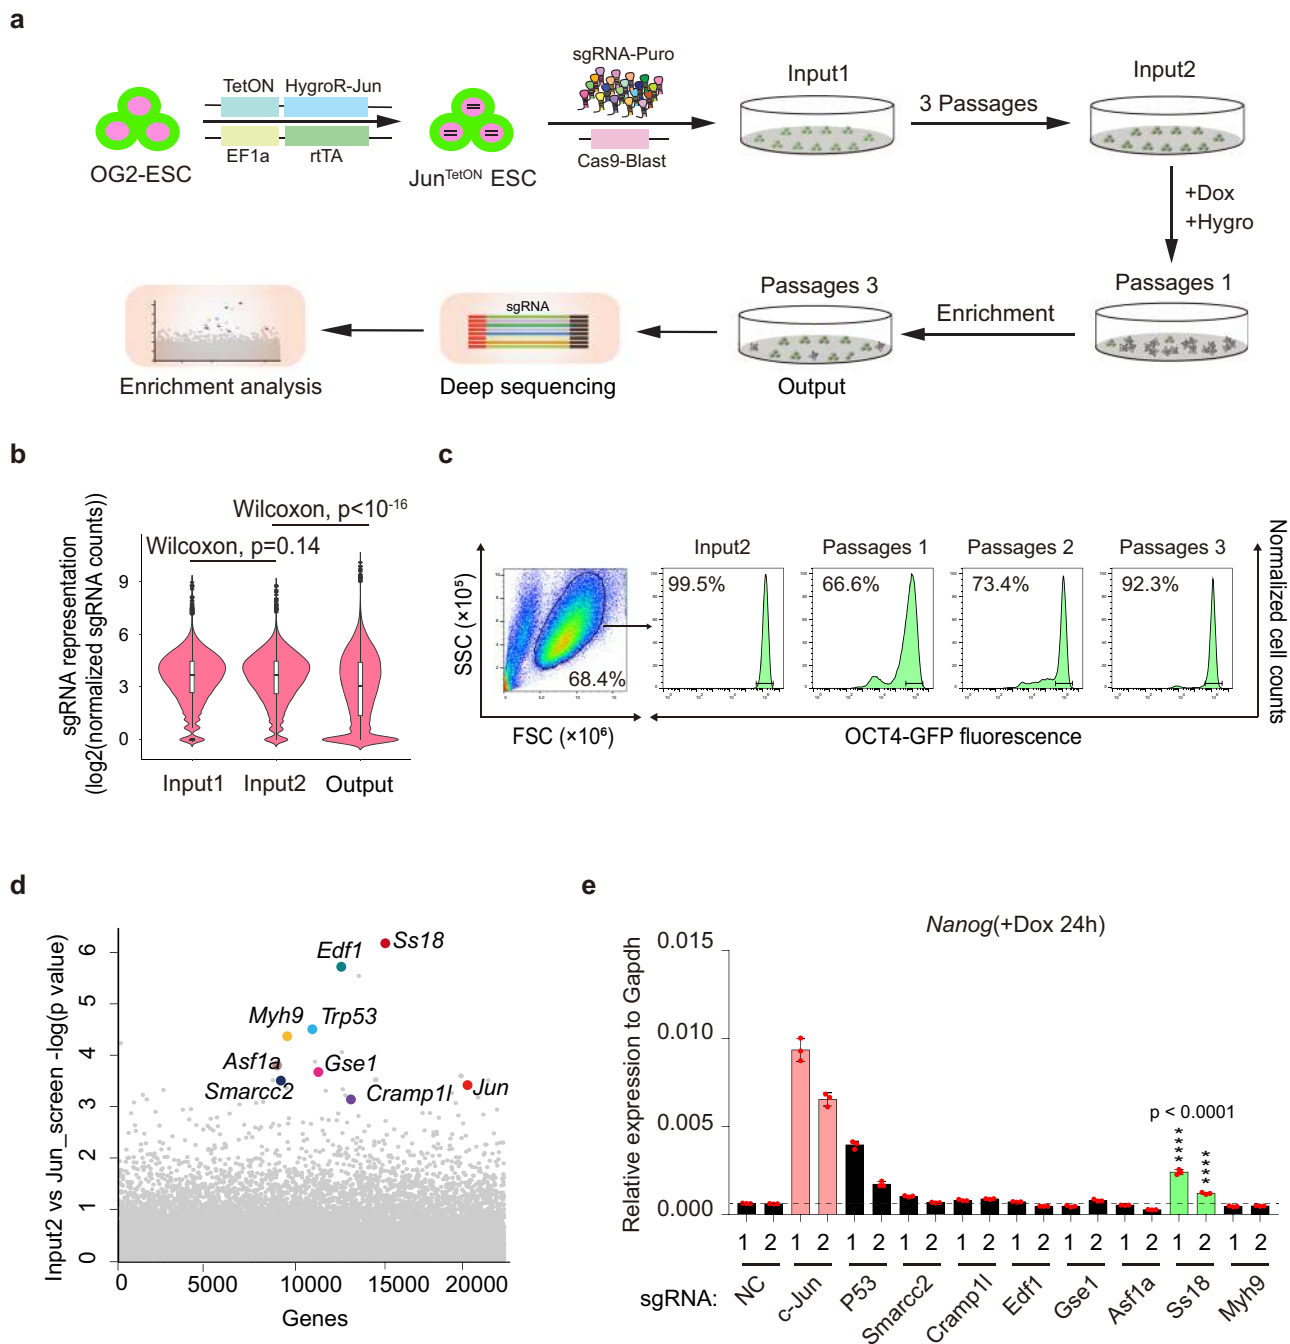 a
sgRNA-Puro
TetON HygroR-Jun
EF1a rtTA
Cas9-Blast
OG2-ESC
Jun^TetON ESC
Input1
3 Passages
Input2
+Dox
+Hygro
Passages 1
Enrichment
Passages 3
Output
sgRNA
Deep sequencing
Enrichment analysis
b
sgRNA representation
(log2(normalized sgRNA counts))
Wilcoxon, p<10^-16
Wilcoxon, p=0.14
9
6
3
0
Input1 Input2 Output
c
Input2 Passages 1 Passages 2 Passages 3
99.5% 66.6% 73.4% 92.3%
68.4%
SSC (×10⁵)
FSC (×10⁶)
OCT4-GFP fluorescence
Normalized cell counts
d
Input2 vs Jun_screen -log(p value)
6
5
4
3
2
1
0
Ss18
Edf1
Myh9 Trp53
Asf1a Gse1
Smarcc2 Cramp1l Jun
0 5000 10000 15000 20000
Genes
e
Nanog(+Dox 24h)
Relative expression to Gapdh
0.015
0.010
0.005
0.000
p < 0.0001
****
****
1 2 1 2 1 2 1 2 1 2 1 2 1 2 1 2 1 2 1 2
sgRNA: NC c-Jun P53 Smarcc2 Cramp1l Edf1 Gse1 Asf1a Ss18 Myh9